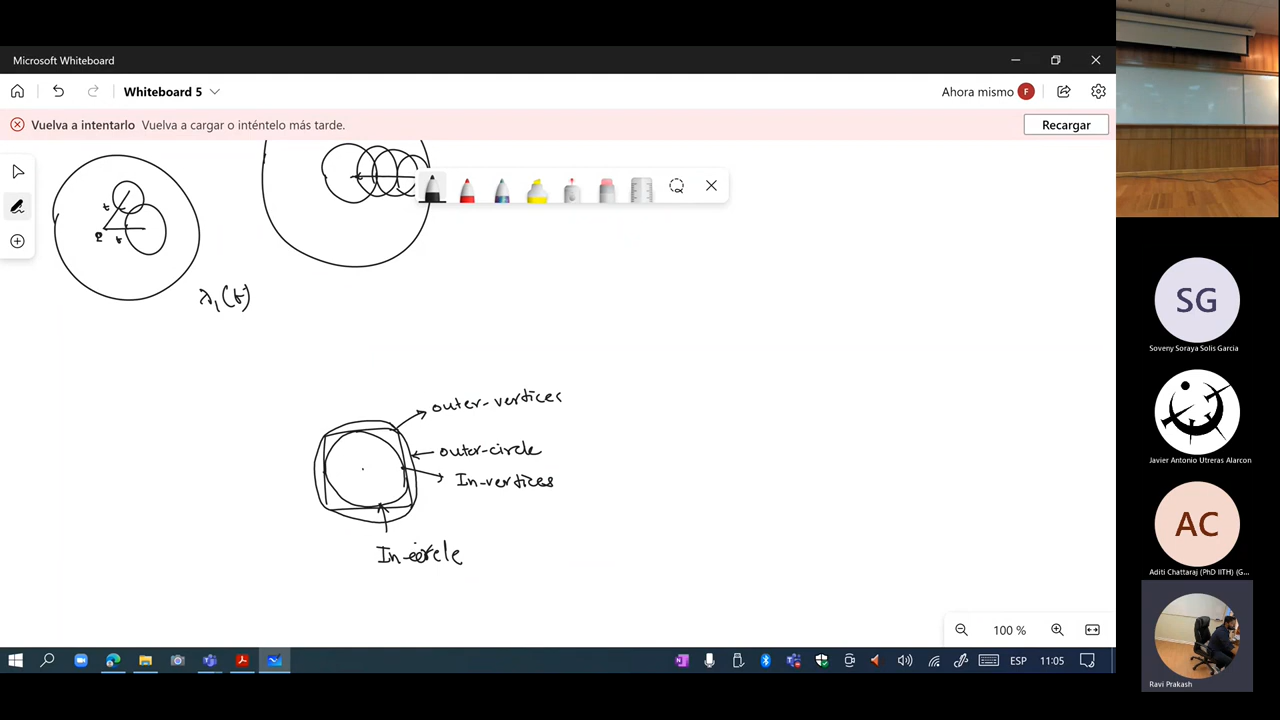 Microsoft Whiteboard
Whiteboard 5
Ahora mismo F
Vuelva a intentarlo Vuelva a cargar o inténtelo más tarde.
Recargar
t
P t
λ₁(t)
outer-vertices
outer-circle
In-vertices
In-circle
100 %
ESP 11:05
SG
Soveny Soraya Solis Garcia
Javier Antonio Utreras Alarcon
AC
Aditi Chattaraj (PhD IITH) (G...
Ravi Prakash